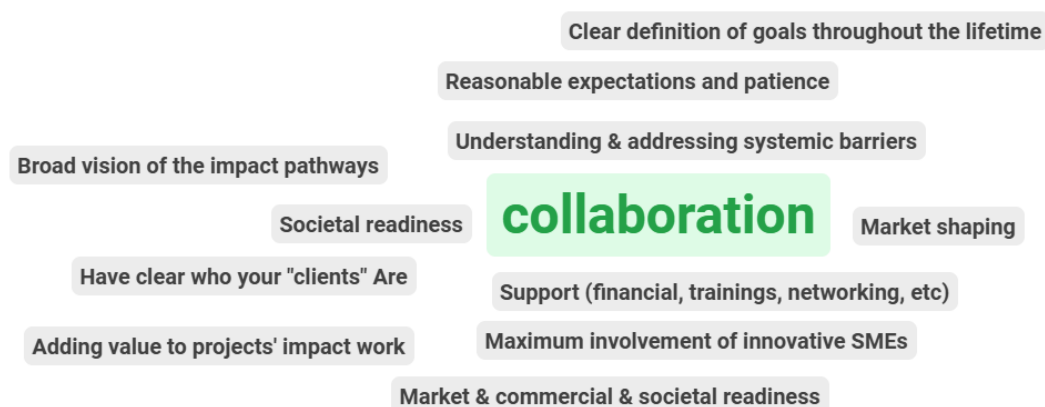 Clear definition of goals throughout the lifetime
Reasonable expectations and patience
Understanding & addressing systemic barriers
Broad vision of the impact pathways
collaboration
Societal readiness
Market shaping
Have clear who your "clients" Are
Support (financial, trainings, networking, etc)
Maximum involvement of innovative SMEs
Adding value to projects' impact work
Market & commercial & societal readiness